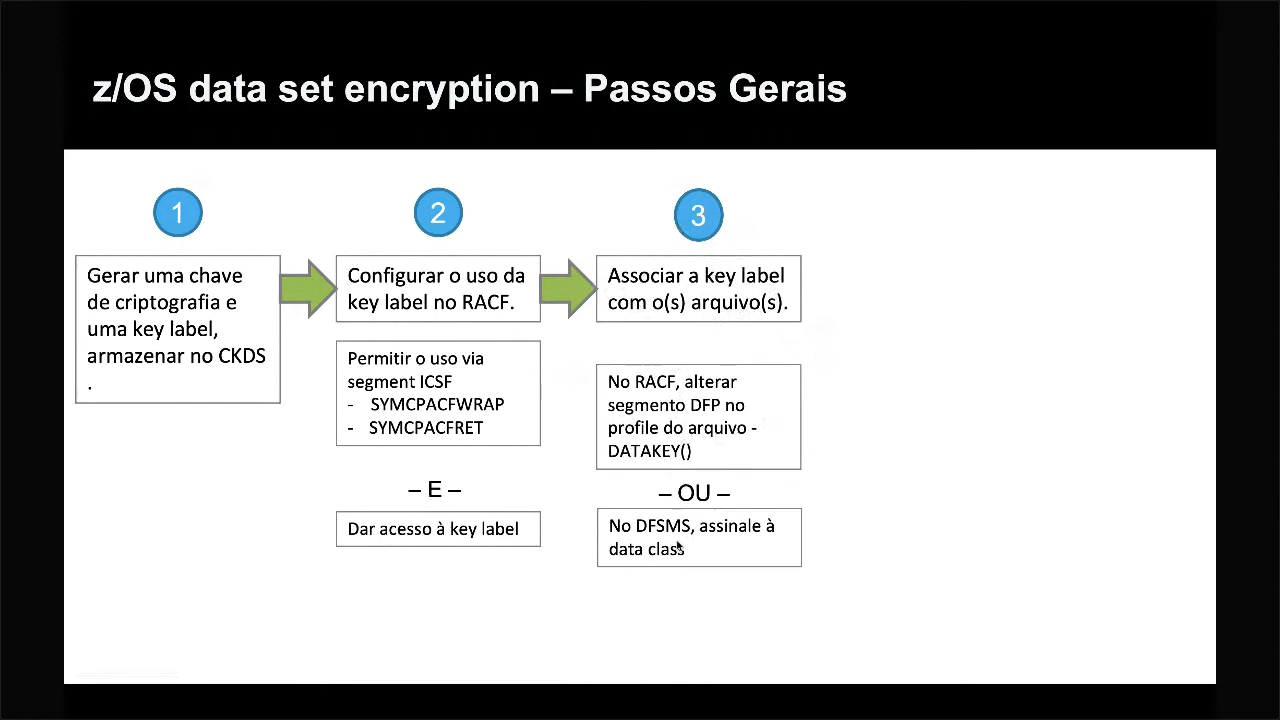 z/OS data set encryption – Passos Gerais
1
2
3
Gerar uma chave
de criptografia e
uma key label,
armazenar no CKDS
.
Configurar o uso da
key label no RACF.
Associar a key label
com o(s) arquivo(s).
Permitir o uso via
segment ICSF
- SYMCPACFWRAP
- SYMCPACFRET
– E –
Dar acesso à key label
No RACF, alterar
segmento DFP no
profile do arquivo -
DATAKEY()
– OU –
No DFSMS, assinale à
data class